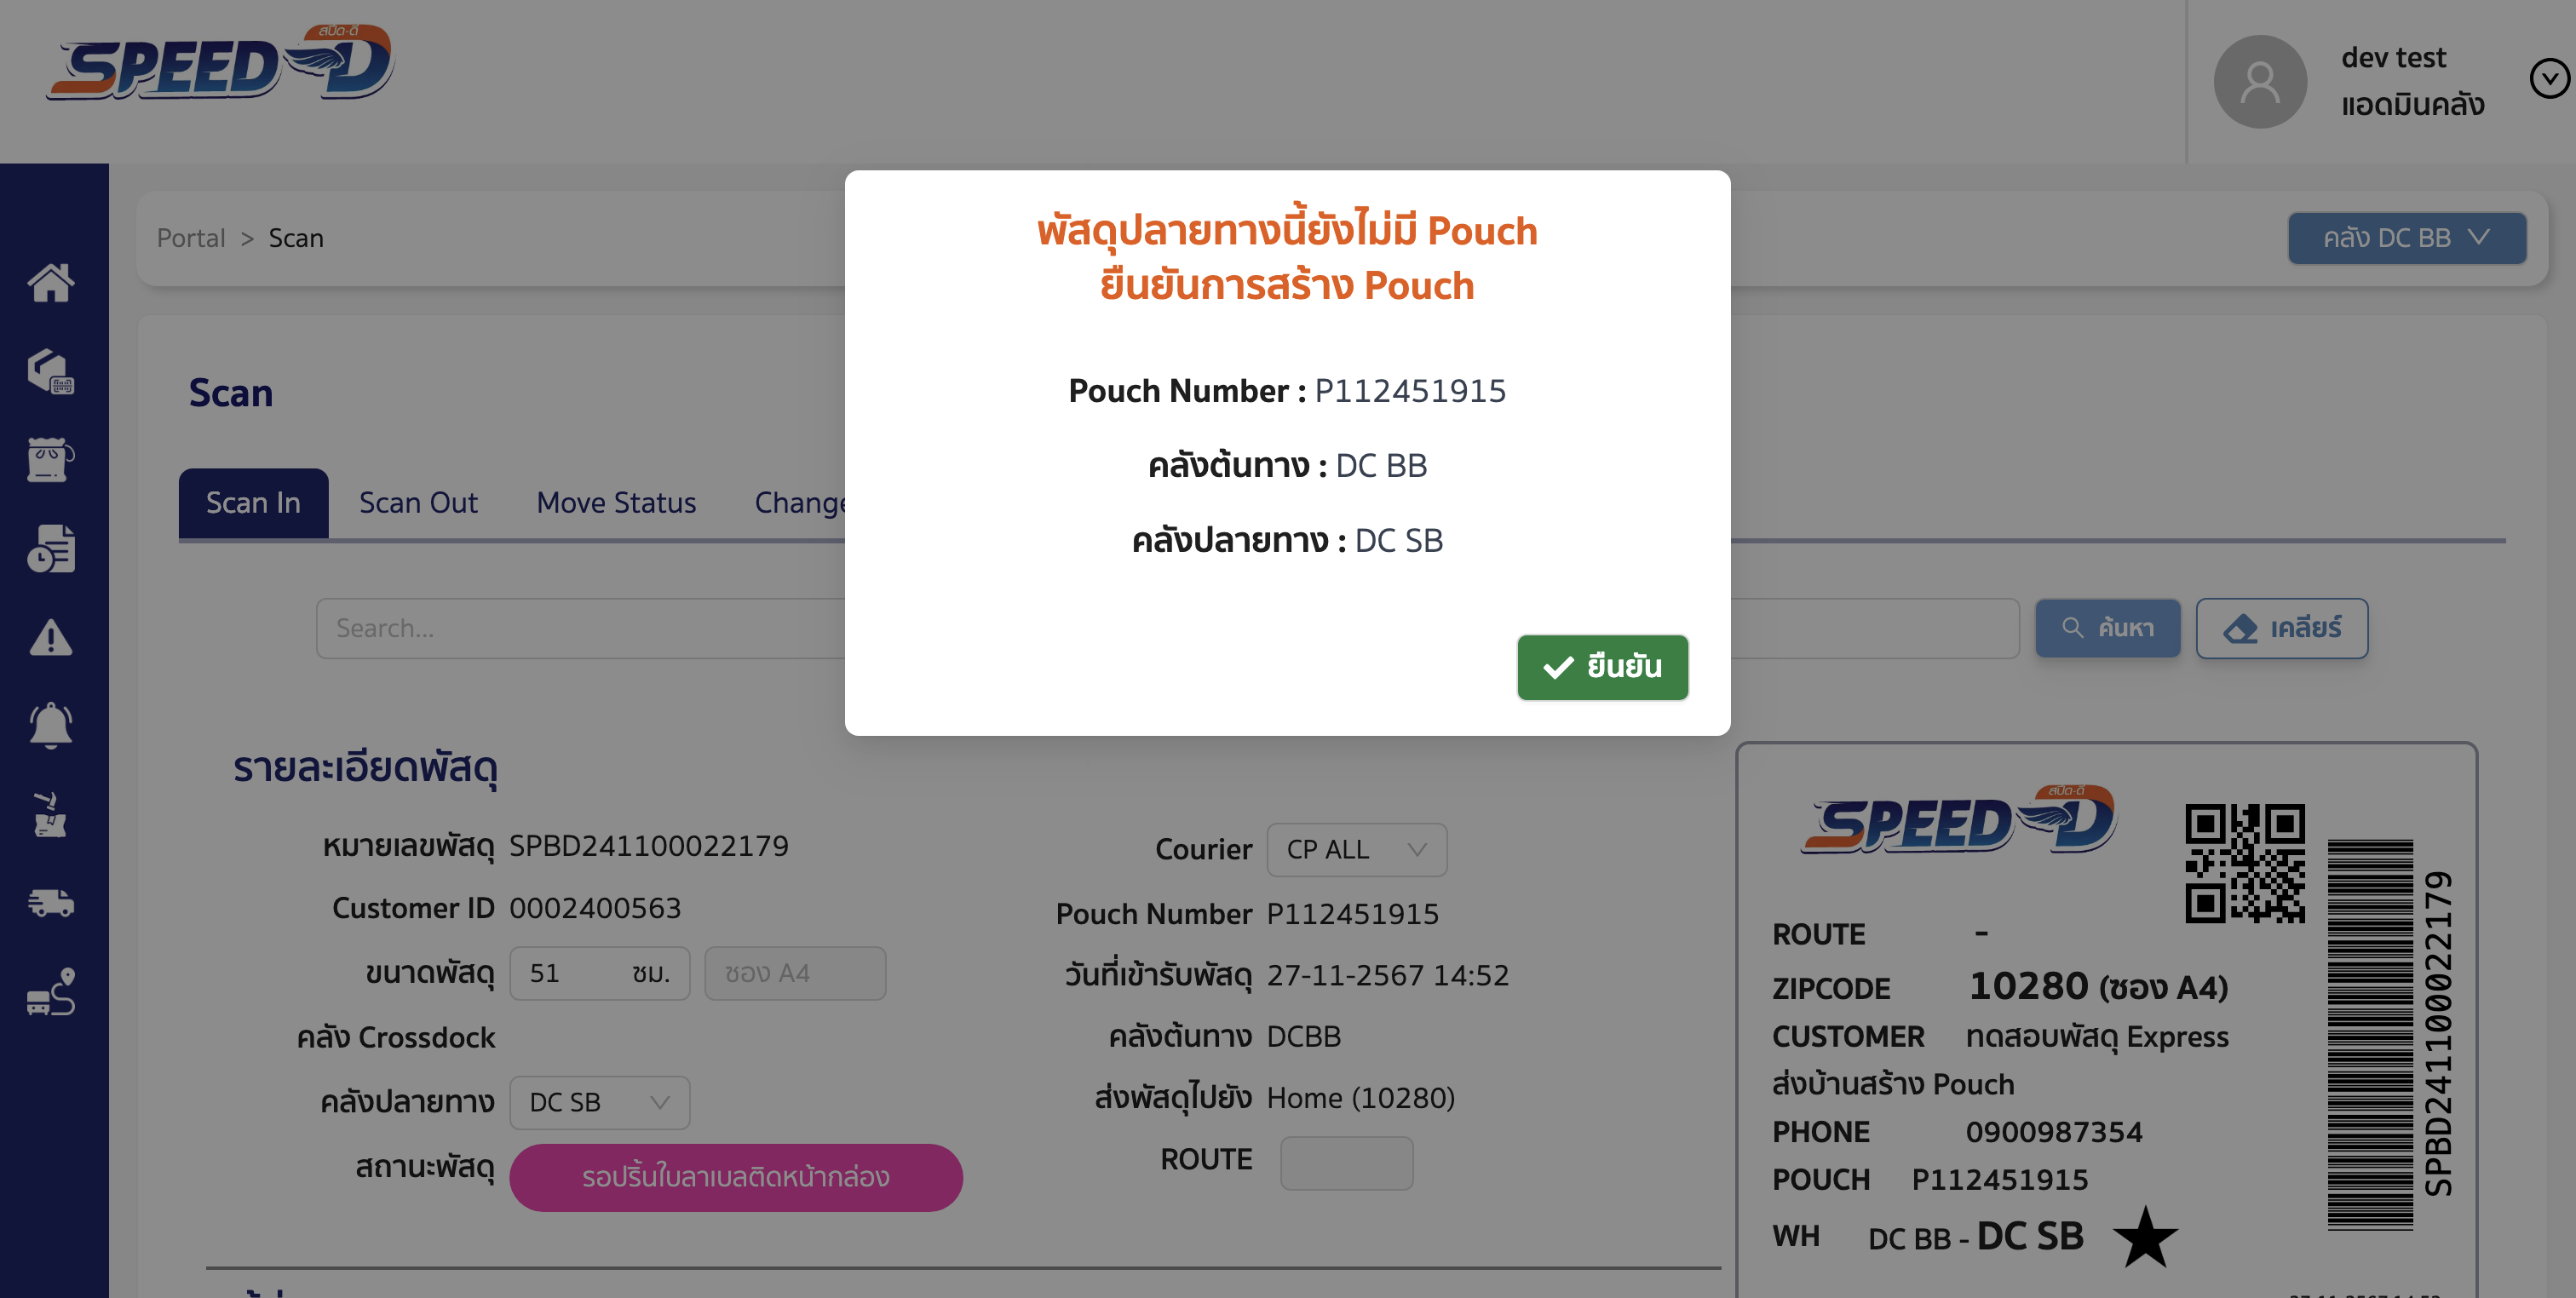 สปีด-ดี
SPEED-D
dev test
แอดมินคลัง
Portal > Scan
คลัง DC BB
พัสดุปลายทางนี้ยังไม่มี Pouch
ยืนยันการสร้าง Pouch
Pouch Number : P112451915
คลังต้นทาง : DC BB
คลังปลายทาง : DC SB
ยืนยัน
Scan
Scan In
Scan Out
Move Status
Change
Search...
ค้นหา
เคลียร์
รายละเอียดพัสดุ
หมายเลขพัสดุ SPBD241100022179
Customer ID 0002400563
ขนาดพัสดุ 51 ซม. ซอง A4
คลัง Crossdock
คลังปลายทาง DC SB
สถานะพัสดุ รอปริ้นใบลาเบลติดหน้ากล่อง
Courier CP ALL
Pouch Number P112451915
วันที่เข้ารับพัสดุ 27-11-2567 14:52
คลังต้นทาง DCBB
ส่งพัสดุไปยัง Home (10280)
ROUTE
สปีด-ดี
SPEED-D
ROUTE -
ZIPCODE 10280 (ซอง A4)
CUSTOMER ทดสอบพัสดุ Express
ส่งบ้านสร้าง Pouch
PHONE 0900987354
POUCH P112451915
WH DC BB - DC SB
SPBD241100022179